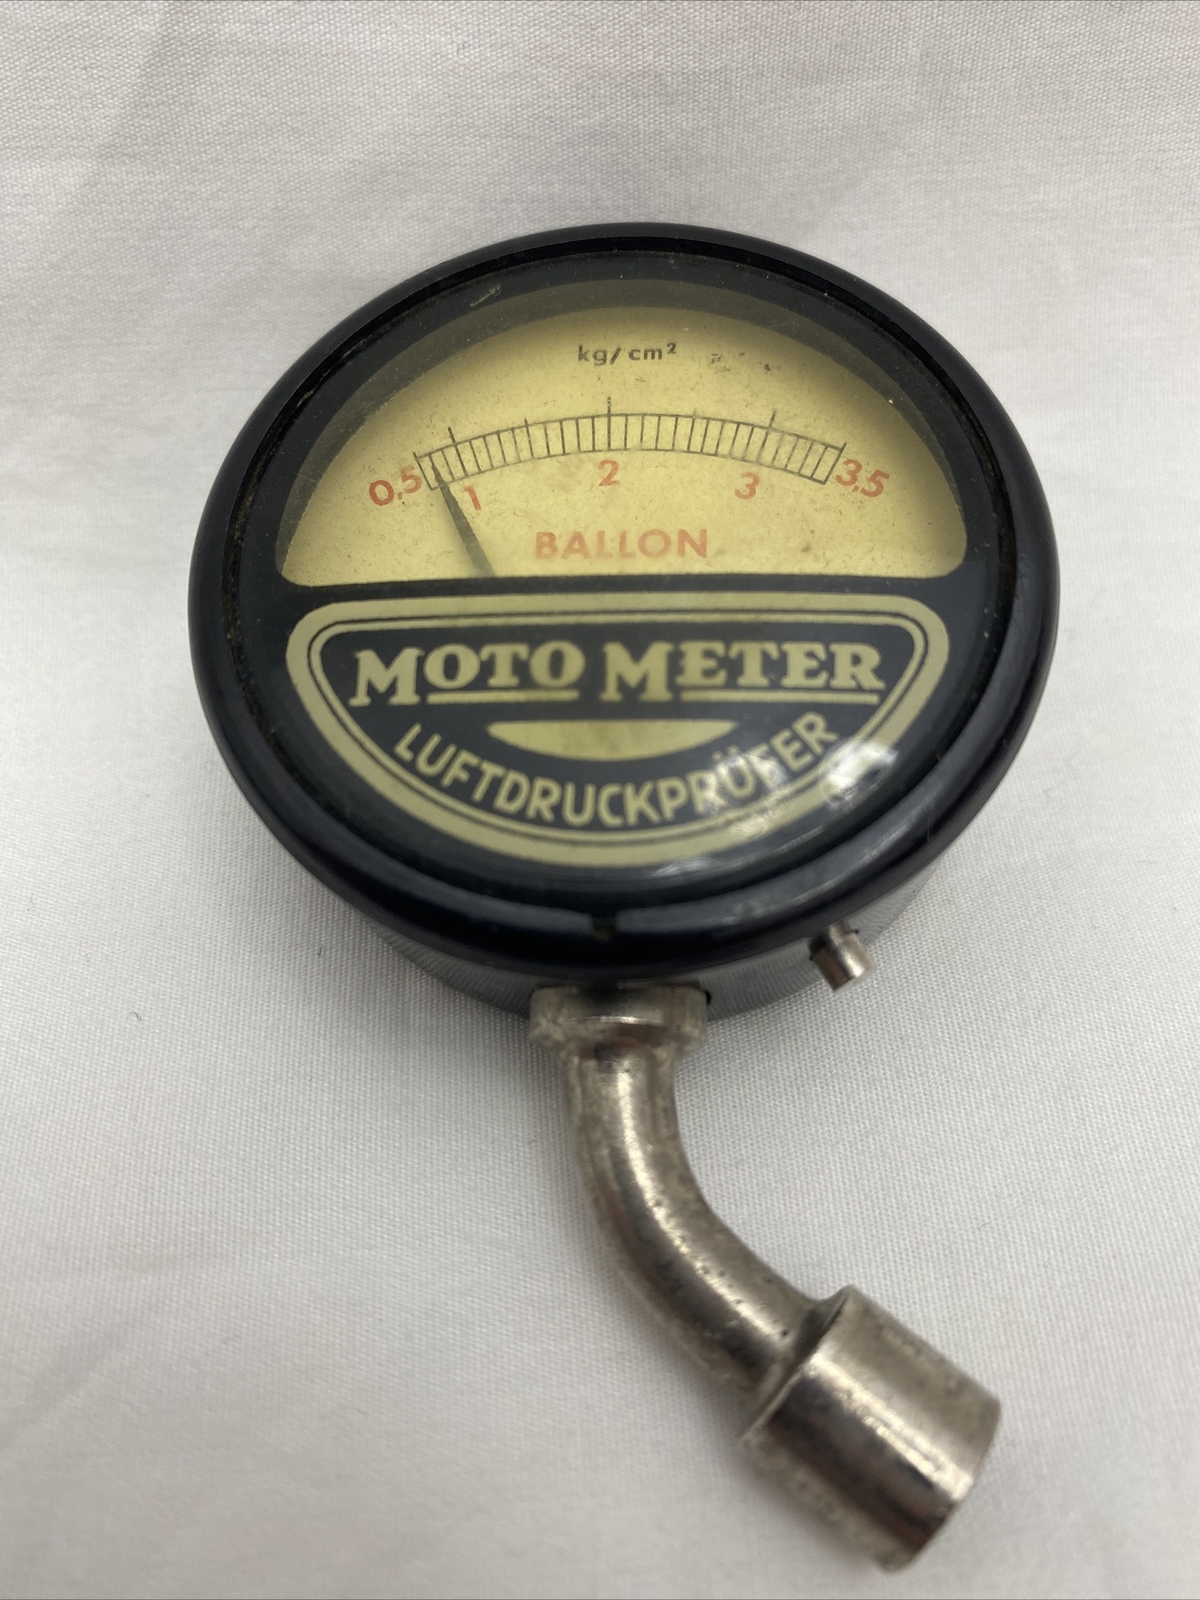 kg/cm²
0,5 1 2 3 3,5
BALLON
MOTO METER
LUFTDRUCKPRÜFER